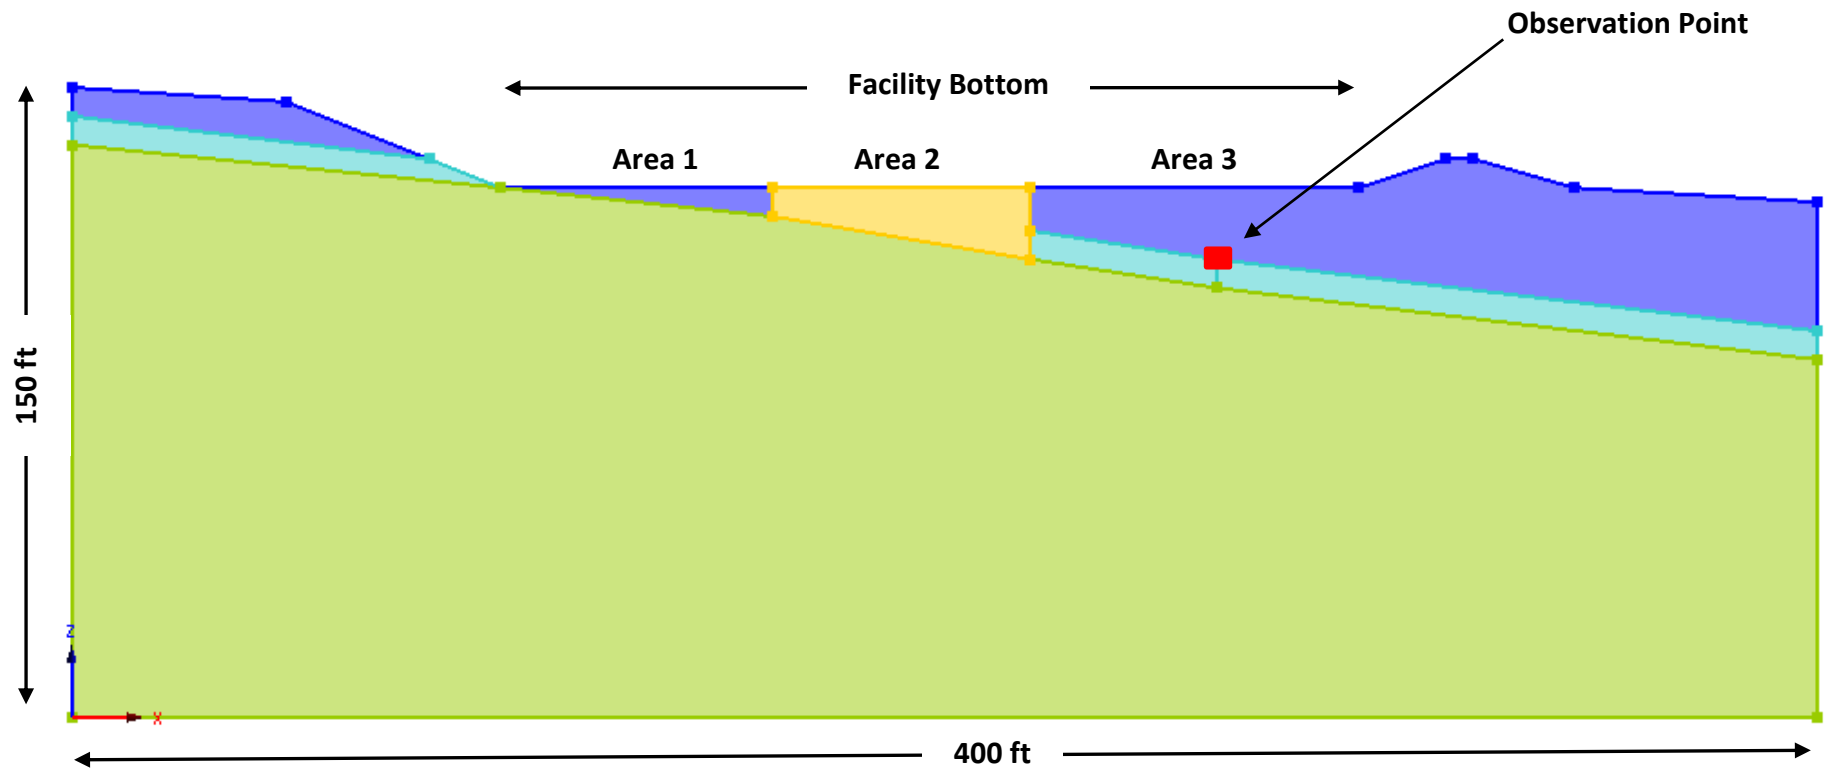 Observation Point
Facility Bottom
Area 1
Area 2
Area 3
150 ft
Z
X
400 ft